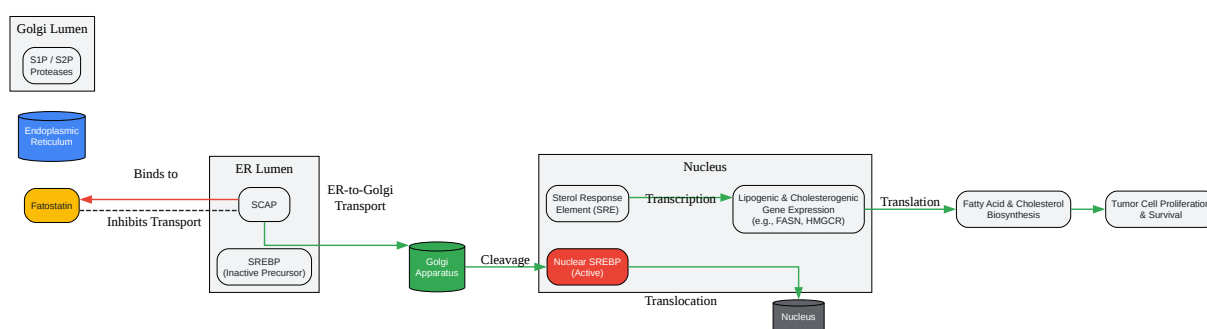 Golgi Lumen
S1P / S2P
Proteases
Endoplasmic
Reticulum
Binds to
Fatostatin
Inhibits Transport
ER Lumen
SCAP
SREBP
(Inactive Precursor)
ER-to-Golgi
Transport
Golgi
Apparatus
Cleavage
Nucleus
Sterol Response
Element (SRE)
Transcription
Lipogenic & Cholesterogenic
Gene Expression
(e.g., FASN, HMGCR)
Nuclear SREBP
(Active)
Translocation
Nucleus
Translation
Fatty Acid & Cholesterol
Biosynthesis
Tumor Cell Proliferation
& Survival